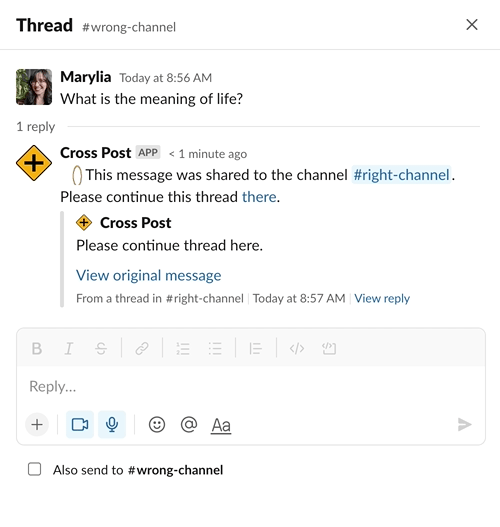 Thread #wrong-channel
Marylia Today at 8:56 AM
What is the meaning of life?
1 reply
Cross Post APP < 1 minute ago
This message was shared to the channel #right-channel.
Please continue this thread there.
Cross Post
Please continue thread here.
View original message
From a thread in #right-channel | Today at 8:57 AM | View reply
B I S
Reply...
@ Aa
Also send to #wrong-channel